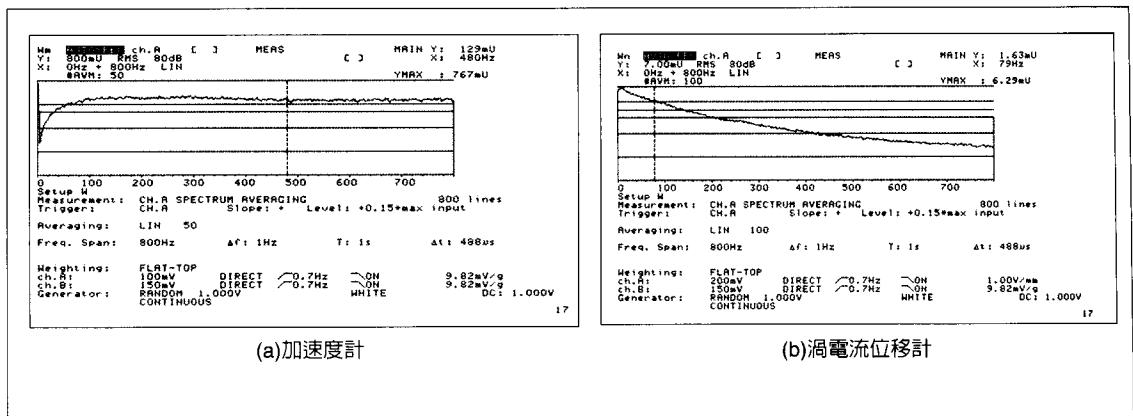 Wm ch.A [ ] MEAS MAIN Y: 129mU
Y: 800mU RMS 80dB [ ] X: 480Hz
X: 0Hz + 800Hz LIN
#AVM: 50 YMAX : 767mU
0 100 200 300 400 500 600 700
Setup W
Measurement: CH.A SPECTRUM AVERAGING 800 lines
Trigger: CH.A Slope: + Level: +0.15*max input
Averaging: LIN 50
Freq. Span: 800Hz Δf: 1Hz T: 1s Δt: 488us
Weighting: FLAT-TOP
ch.A: 100mV DIRECT 0.7Hz ON 9.82mV/g
ch.B: 150mV DIRECT 0.7Hz ON 9.82mV/g
Generator: RANDOM 1.000V WHITE DC: 1.000V
CONTINUOUS
17
(a)加速度計
Wn ch.A [ ] MEAS MAIN Y: 1.63mU
Y: 7.00mU RMS 80dB [ ] X: 79Hz
X: 0Hz + 800Hz LIN
#AVM: 100 YMAX : 6.29mU
0 100 200 300 400 500 600 700
Setup W
Measurement: CH.A SPECTRUM AVERAGING 800 lines
Trigger: CH.A Slope: + Level: +0.15*max input
Averaging: LIN 100
Freq. Span: 800Hz Δf: 1Hz T: 1s Δt: 488us
Weighting: FLAT-TOP
ch.A: 200mV DIRECT 0.7Hz ON 1.00V/mm
ch.B: 150mV DIRECT 0.7Hz ON 9.82mV/g
Generator: RANDOM 1.000V WHITE DC: 1.000V
CONTINUOUS
17
(b)渦電流位移計